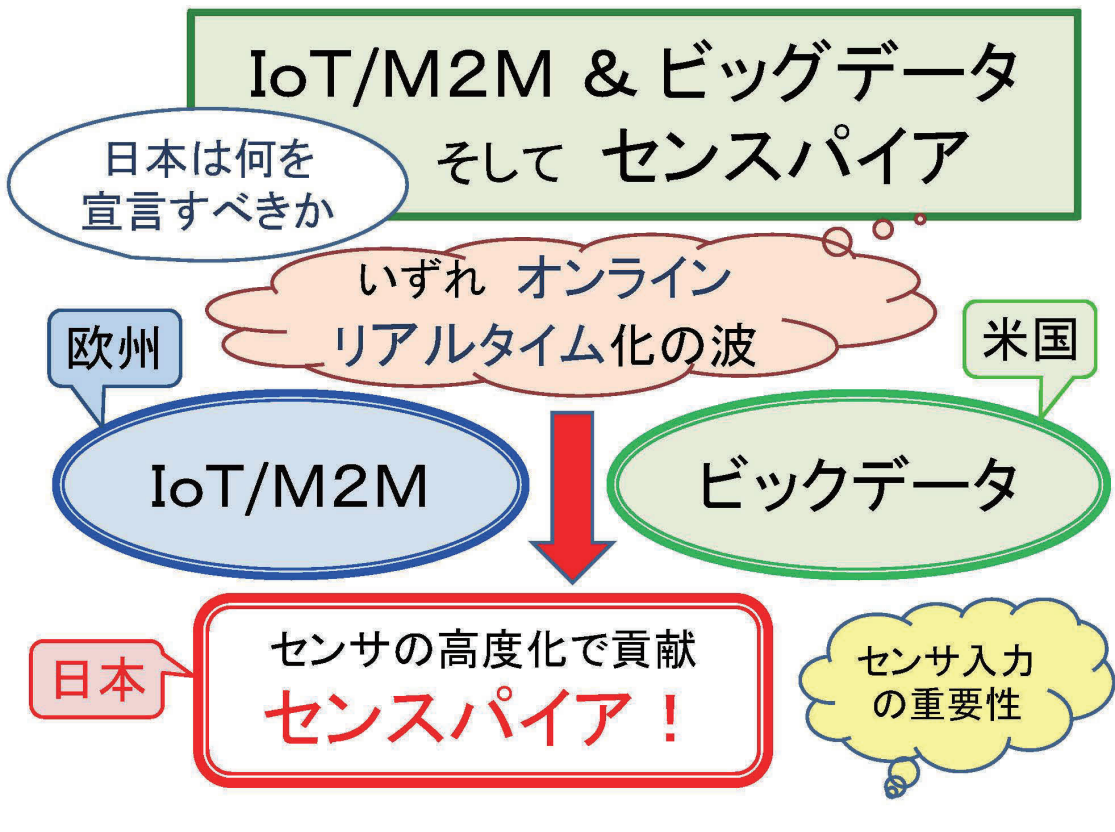 IoT/M2M & ビッグデータ
そして センスパイア
日本は何を
宣言すべきか
いずれ オンライン
リアルタイム化の波
欧州
米国
IoT/M2M
ビックデータ
日本
センサの高度化で貢献
センスパイア！
センサ入力
の重要性